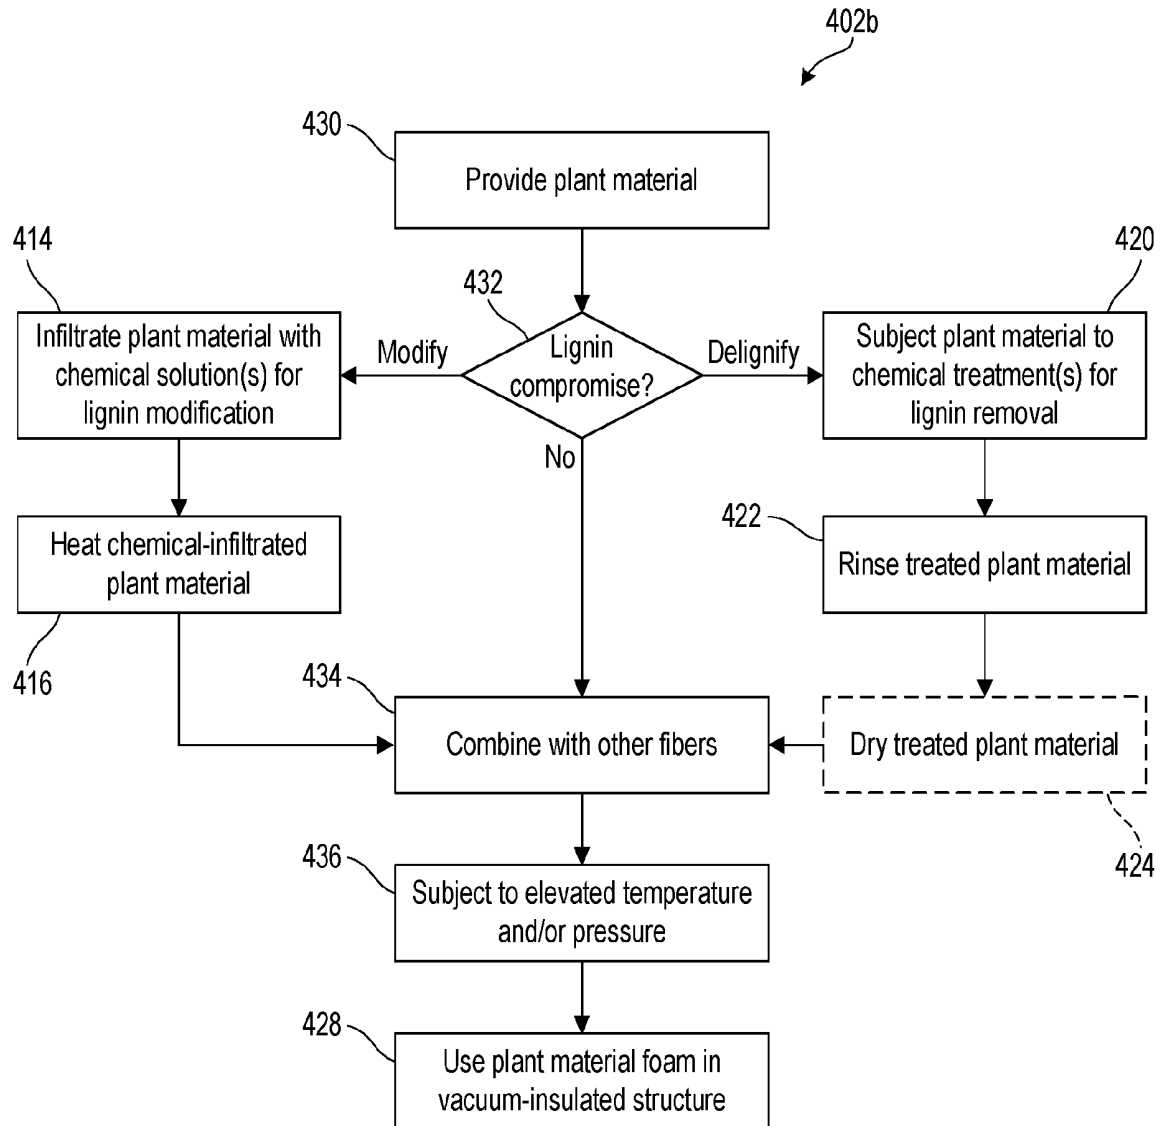 402b
430
Provide plant material
414
Infiltrate plant material with
chemical solution(s) for
lignin modification
Modify
432
Lignin
compromise?
Delignify
No
420
Subject plant material to
chemical treatment(s) for
lignin removal
Heat chemical-infiltrated
plant material
416
422
Rinse treated plant material
434
Combine with other fibers
Dry treated plant material
424
436
Subject to elevated temperature
and/or pressure
428
Use plant material foam in
vacuum-insulated structure